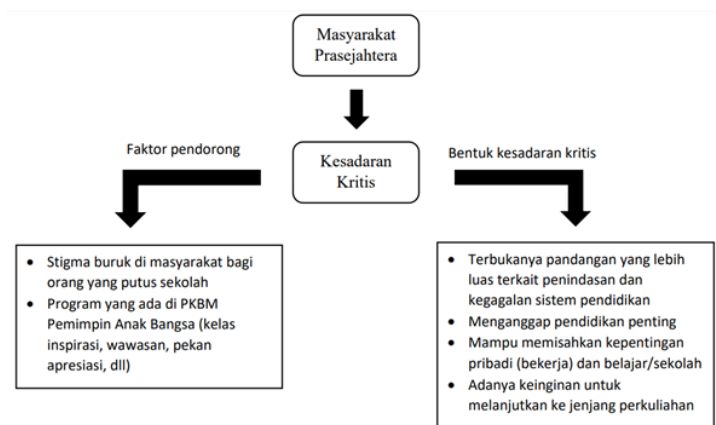 Masyarakat
Prasejahtera
Faktor pendorong
Kesadaran
Kritis
Bentuk kesadaran kritis
• Stigma buruk di masyarakat bagi
orang yang putus sekolah
• Program yang ada di PKBM
Pemimpin Anak Bangsa (kelas
inspirasi, wawasan, pekan
apresiasi, dll)
• Terbukanya pandangan yang lebih
luas terkait penindasan dan
kegagalan sistem pendidikan
• Menganggap pendidikan penting
• Mampu memisahkan kepentingan
pribadi (bekerja) dan belajar/sekolah
• Adanya keinginan untuk
melanjutkan ke jenjang perkuliahan